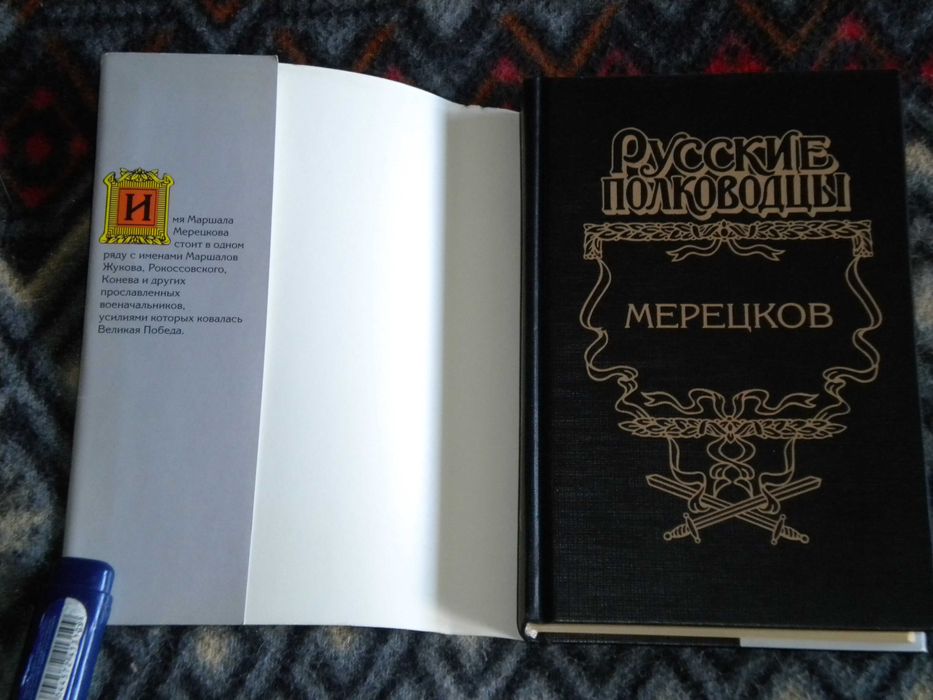 Имя Маршала
Мерецкова
стоит в одном
ряду с именами Маршалов
Жукова, Рокоссовского,
Конева и других
прославленных
военачальников,
усилиями которых ковалась
Великая Победа.
Русские
полководцы
МЕРЕЦКОВ